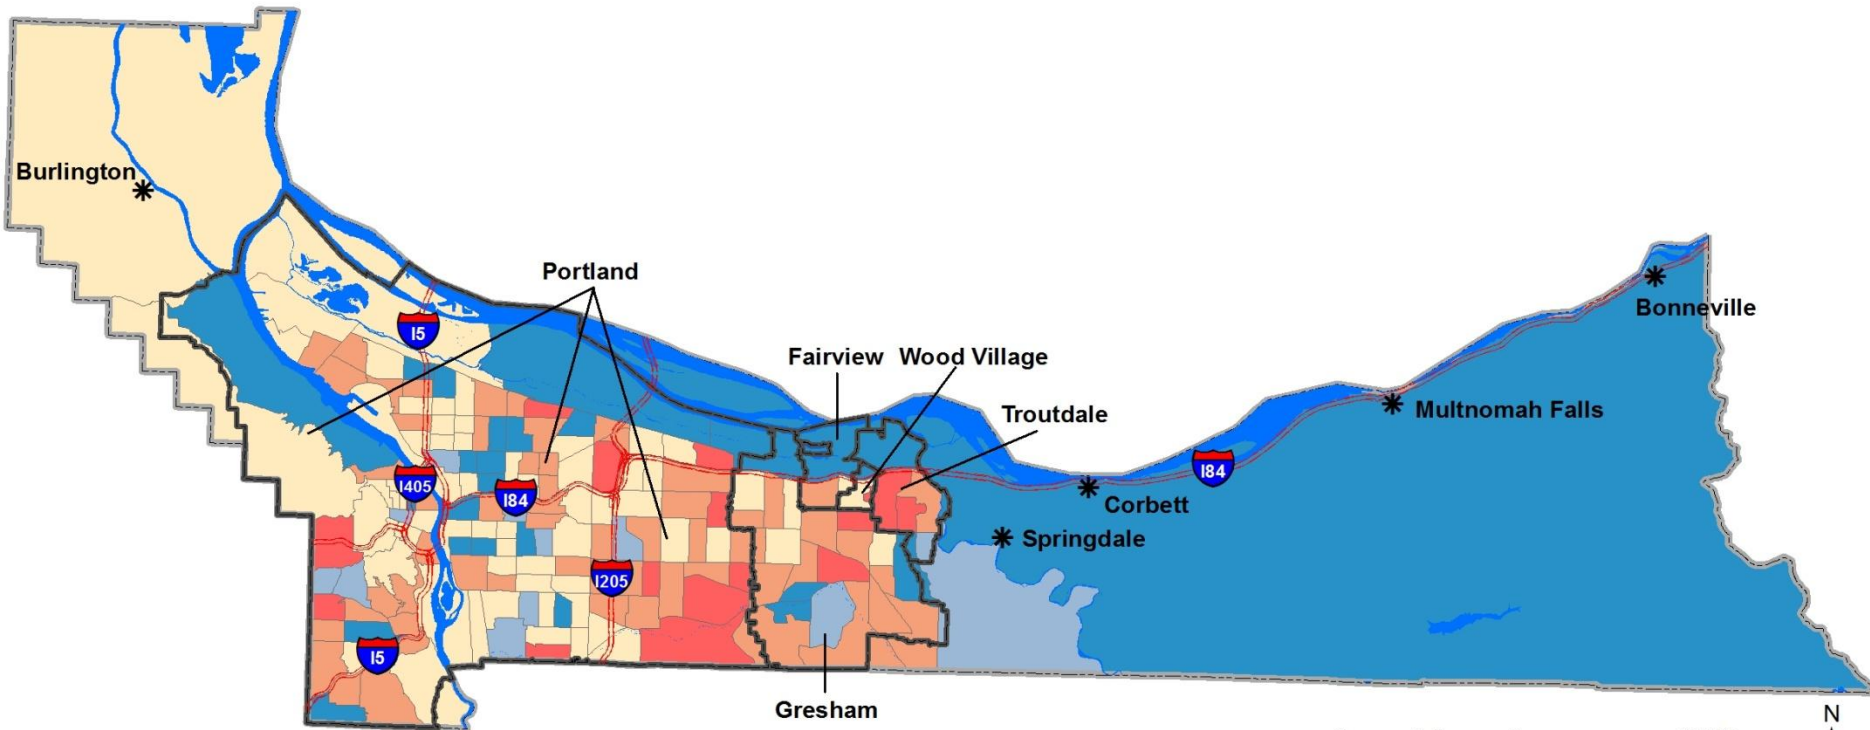 Burlington
Portland
I5
Fairview
Wood Village
Troutdale
Bonneville
Multnomah Falls
I405
I84
I84
Corbett
Springdale
I205
I5
Gresham
N